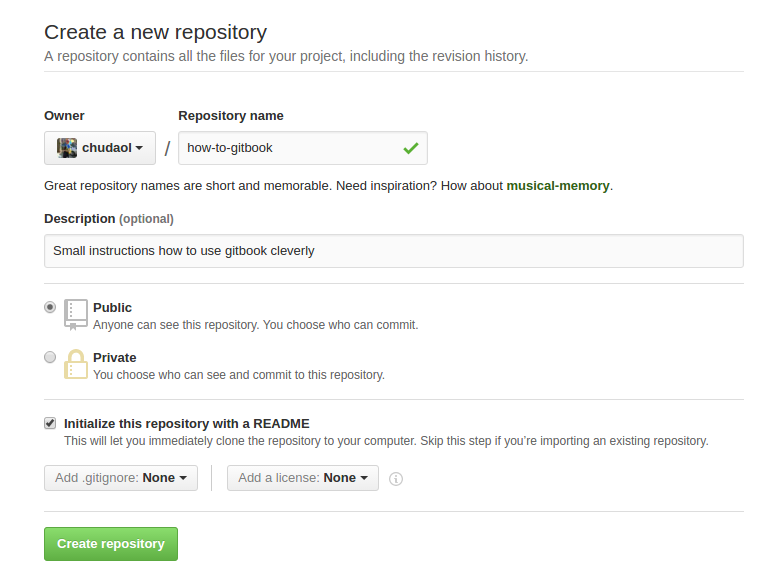 Create a new repository
A repository contains all the files for your project, including the revision history.
Owner Repository name
chudaol / how-to-gitbook
Great repository names are short and memorable. Need inspiration? How about musical-memory.
Description (optional)
Small instructions how to use gitbook cleverly
Public
Anyone can see this repository. You choose who can commit.
Private
You choose who can see and commit to this repository.
Initialize this repository with a README
This will let you immediately clone the repository to your computer. Skip this step if you’re importing an existing repository.
Add .gitignore: None Add a license: None
Create repository